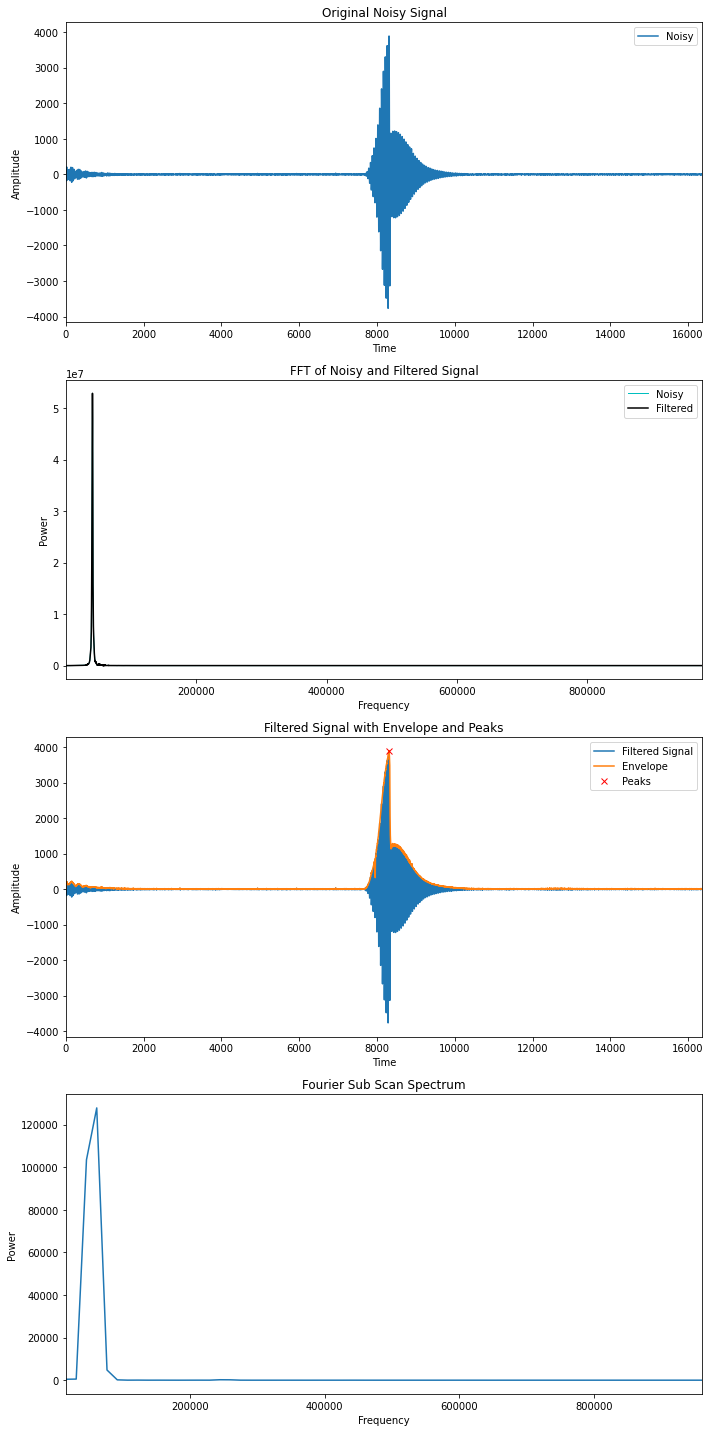 Original Noisy Signal
4000
3000
2000
1000
0
−1000
−2000
−3000
−4000
Amplitude
Noisy
0 2000 4000 6000 8000 10000 12000 14000 16000
Time
FFT of Noisy and Filtered Signal
1e7
5
4
3
2
1
0
Power
Noisy
Filtered
200000 400000 600000 800000
Frequency
Filtered Signal with Envelope and Peaks
4000
3000
2000
1000
0
−1000
−2000
−3000
−4000
Amplitude
Filtered Signal
Envelope
Peaks
0 2000 4000 6000 8000 10000 12000 14000 16000
Time
Fourier Sub Scan Spectrum
120000
100000
80000
60000
40000
20000
0
Power
200000 400000 600000 800000
Frequency